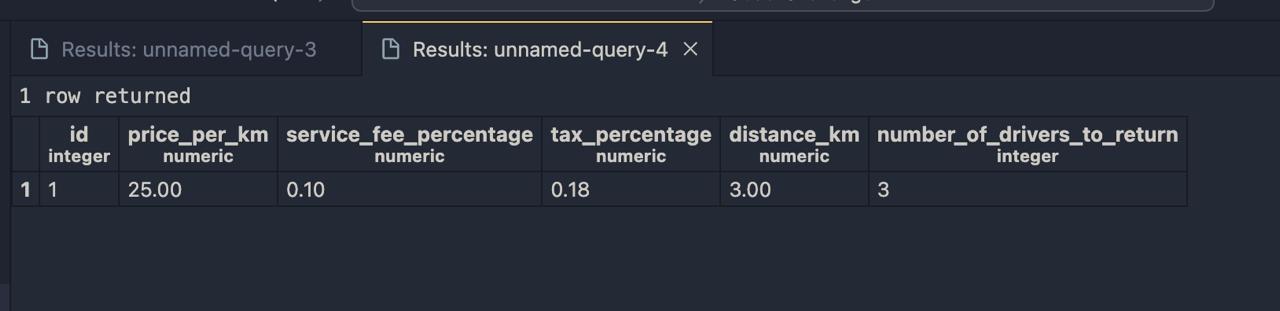 Results: unnamed-query-3 Results: unnamed-query-4
1 row returned
id price_per_km service_fee_percentage tax_percentage distance_km number_of_drivers_to_return
integer numeric numeric numeric numeric integer
1 1 25.00 0.10 0.18 3.00 3